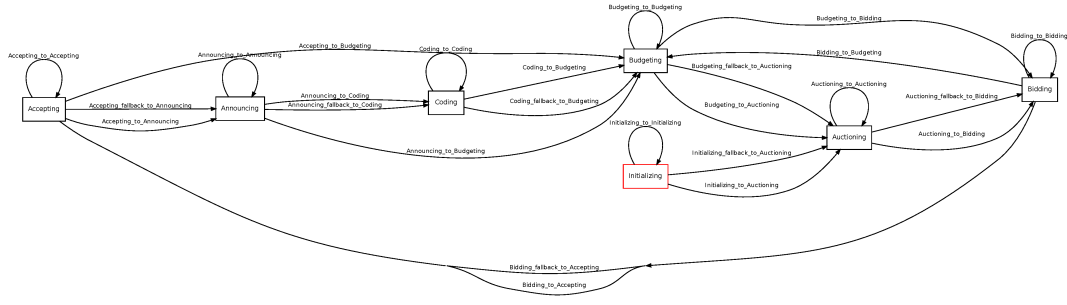 Budgeting_to_Budgeting
Budgeting_to_Bidding
Bidding_to_Bidding
Accepting_to_Budgeting
Accepting_to_Accepting
Announcing_to_Announcing
Coding_to_Coding
Bidding_to_Budgeting
Budgeting
Coding_to_Budgeting
Budgeting_fallback_to_Auctioning
Auctioning_to_Auctioning
Bidding
Announcing_to_Coding
Auctioning_fallback_to_Bidding
Accepting
Accepting_fallback_to_Announcing
Announcing
Announcing_fallback_to_Coding
Coding
Coding_fallback_to_Budgeting
Budgeting_to_Auctioning
Accepting_to_Announcing
Initializing_to_Initializing
Auctioning
Auctioning_to_Bidding
Announcing_to_Budgeting
Initializing_fallback_to_Auctioning
Initializing
Initializing_to_Auctioning
Bidding_fallback_to_Accepting
Bidding_to_Accepting